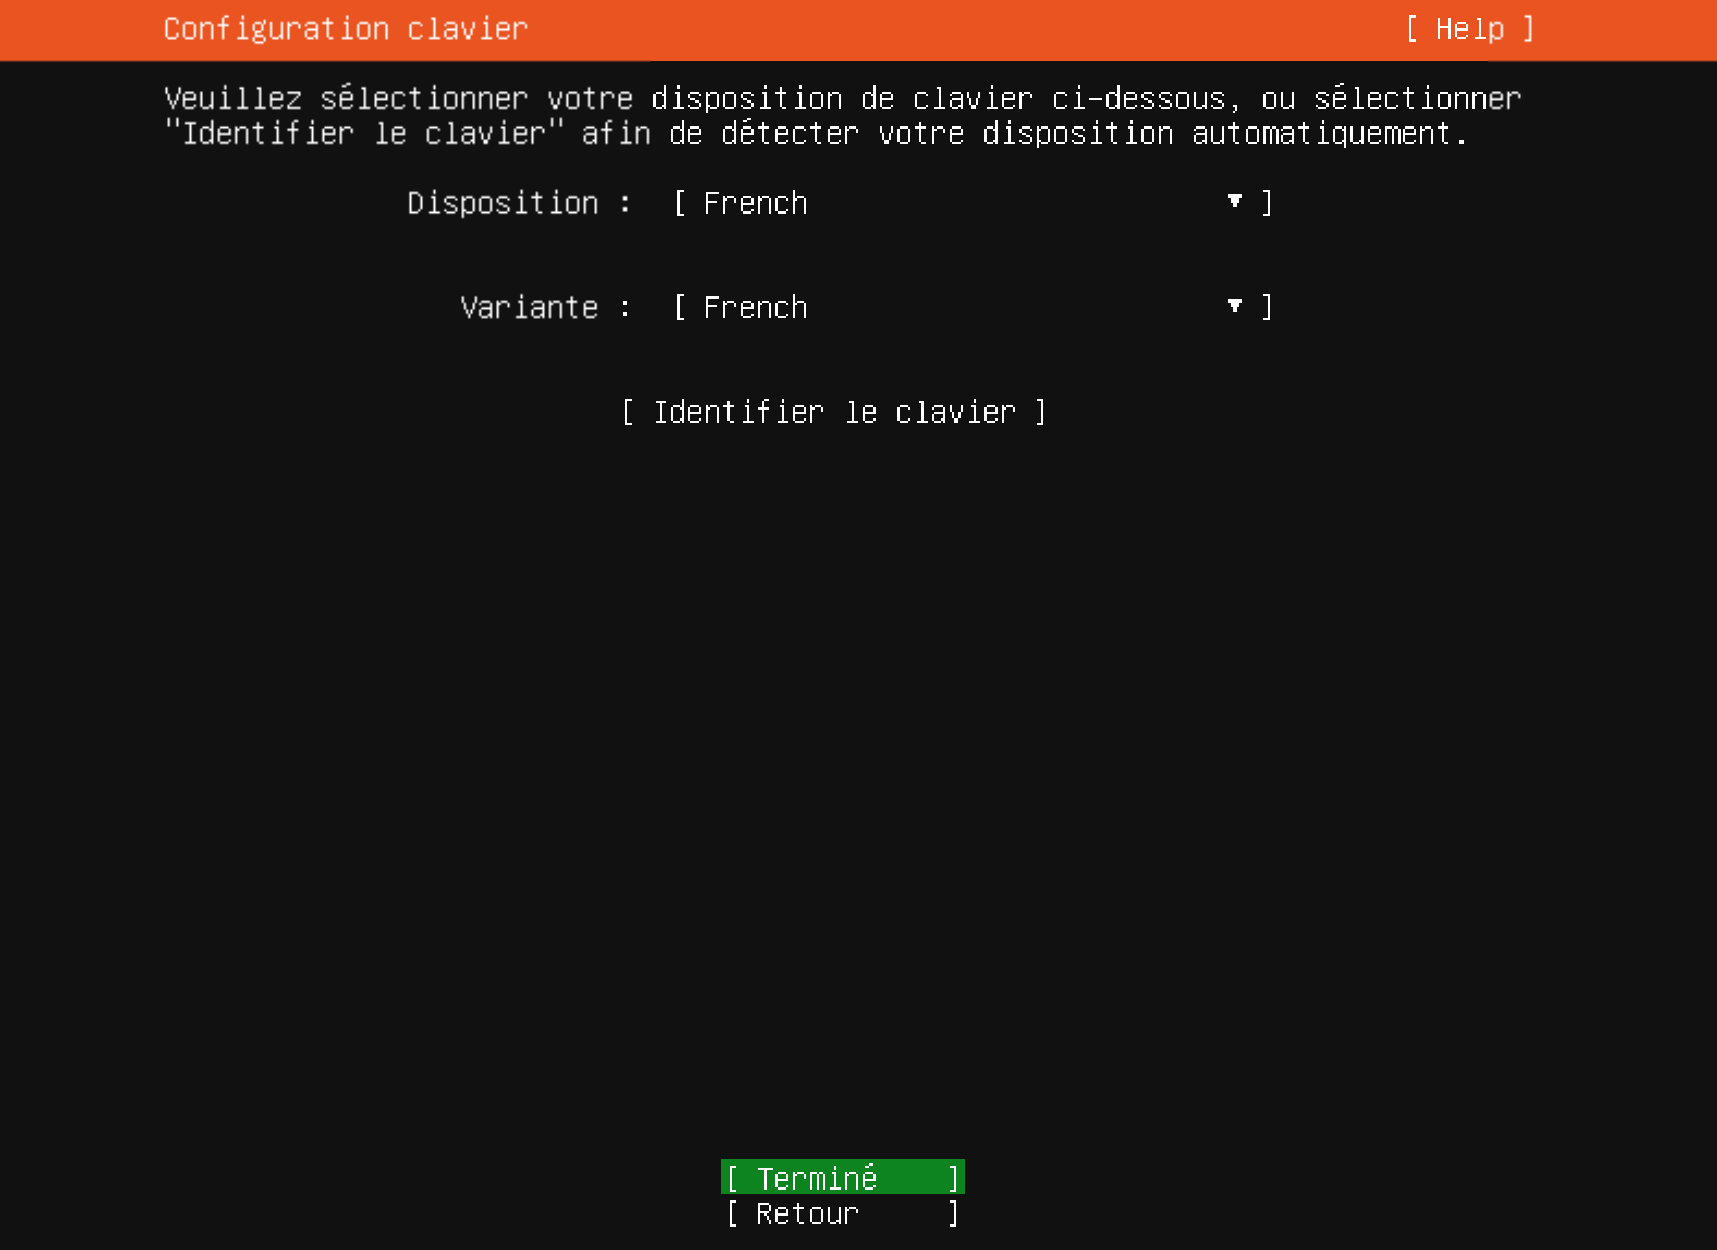 Configuration clavier [ Help ]
Veuillez sélectionner votre disposition de clavier ci-dessous, ou sélectionner
"Identifier le clavier" afin de détecter votre disposition automatiquement.
Disposition : [ French ▾ ]
Variante : [ French ▾ ]
[ Identifier le clavier ]
[ Terminé ]
[ Retour ]